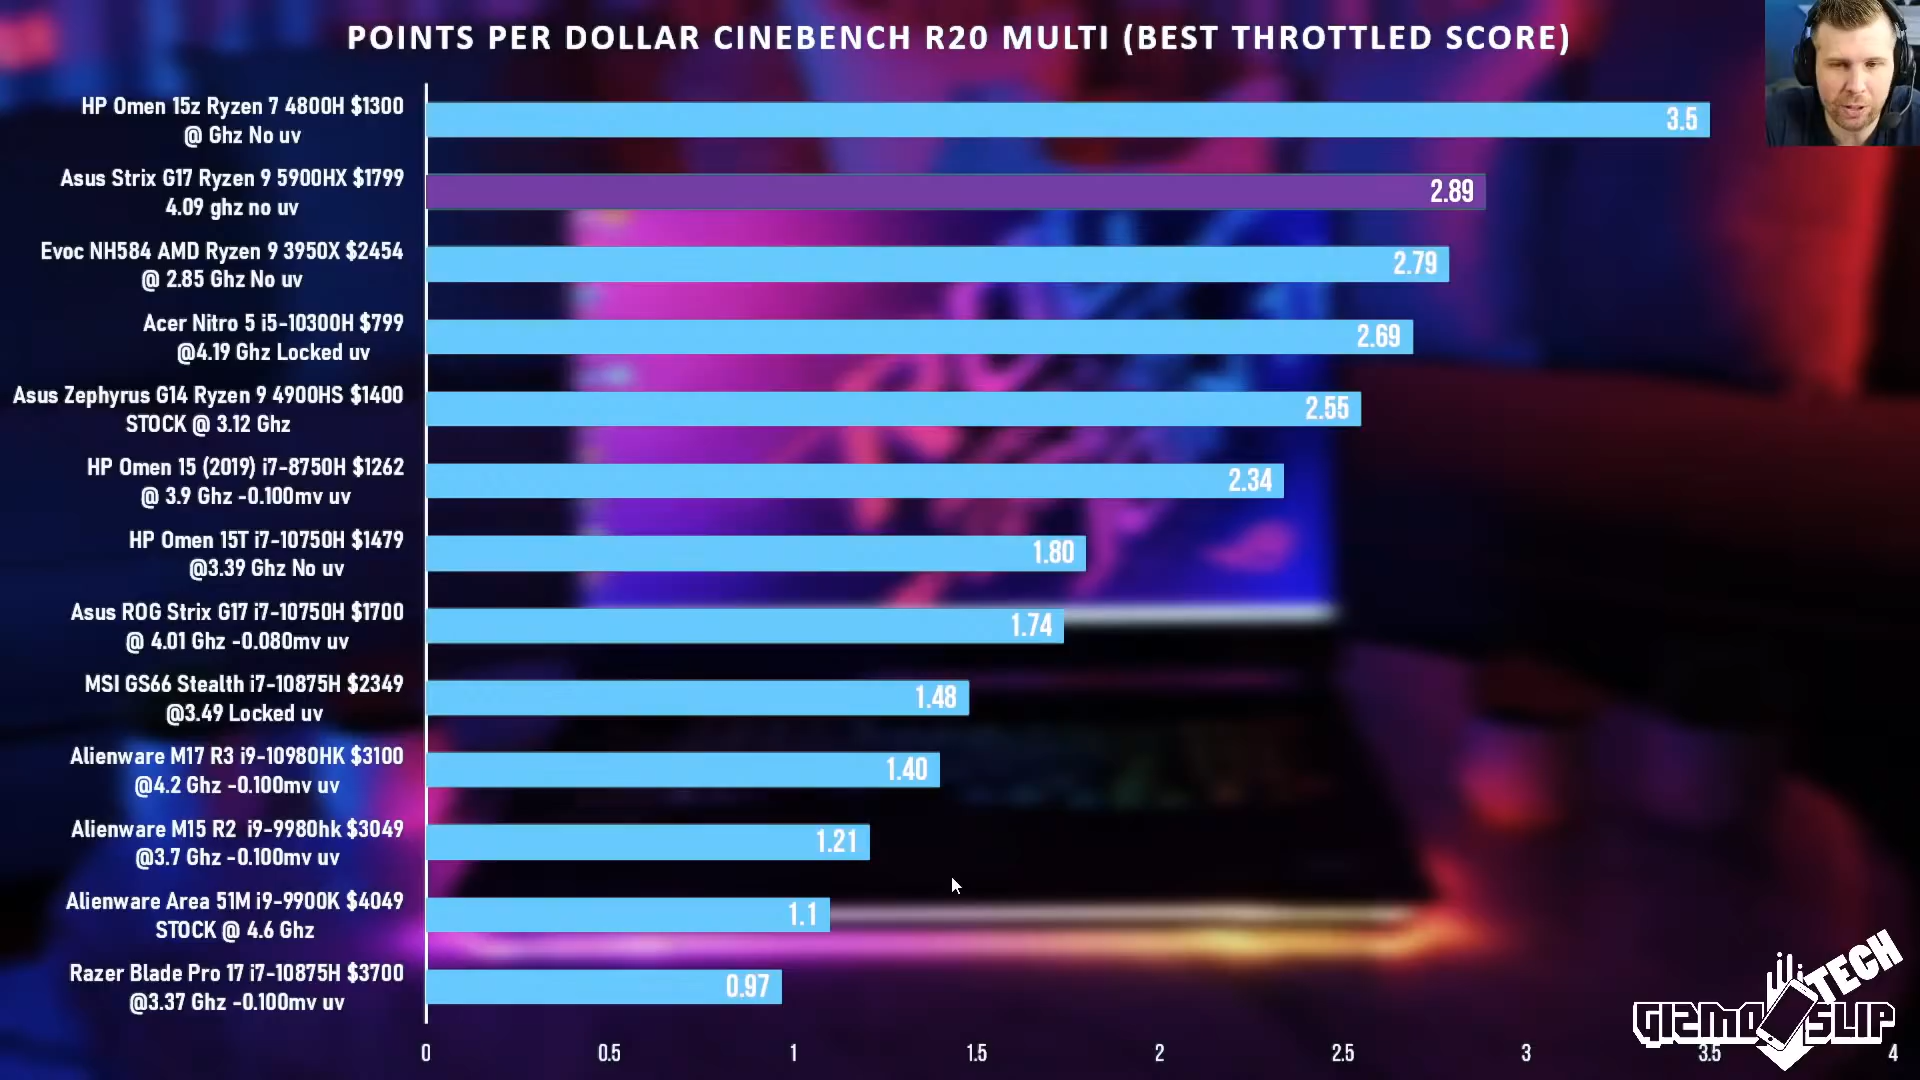 POINTS PER DOLLAR CINEBENCH R20 MULTI (BEST THROTTLED SCORE)
HP Omen 15z Ryzen 7 4800H $1300
@ Ghz No uv
3.5
Asus Strix G17 Ryzen 9 5900HX $1799
4.09 ghz no uv
2.89
Evoc NH584 AMD Ryzen 9 3950X $2454
@ 2.85 Ghz No uv
2.79
Acer Nitro 5 i5-10300H $799
@4.19 Ghz Locked uv
2.69
Asus Zephyrus G14 Ryzen 9 4900HS $1400
STOCK @ 3.12 Ghz
2.55
HP Omen 15 (2019) i7-8750H $1262
@ 3.9 Ghz -0.100mv uv
2.34
HP Omen 15T i7-10750H $1479
@3.39 Ghz No uv
1.80
Asus ROG Strix G17 i7-10750H $1700
@ 4.01 Ghz -0.080mv uv
1.74
MSI GS66 Stealth i7-10875H $2349
@3.49 Locked uv
1.48
Alienware M17 R3 i9-10980HK $3100
@4.2 Ghz -0.100mv uv
1.40
Alienware M15 R2 i9-9980hk $3049
@3.7 Ghz -0.100mv uv
1.21
Alienware Area 51M i9-9900K $4049
STOCK @ 4.6 Ghz
1.1
Razer Blade Pro 17 i7-10875H $3700
@3.37 Ghz -0.100mv uv
0.97
0 0.5 1 1.5 2 2.5 3 3.5 4
TECH
GIZMO SLIP